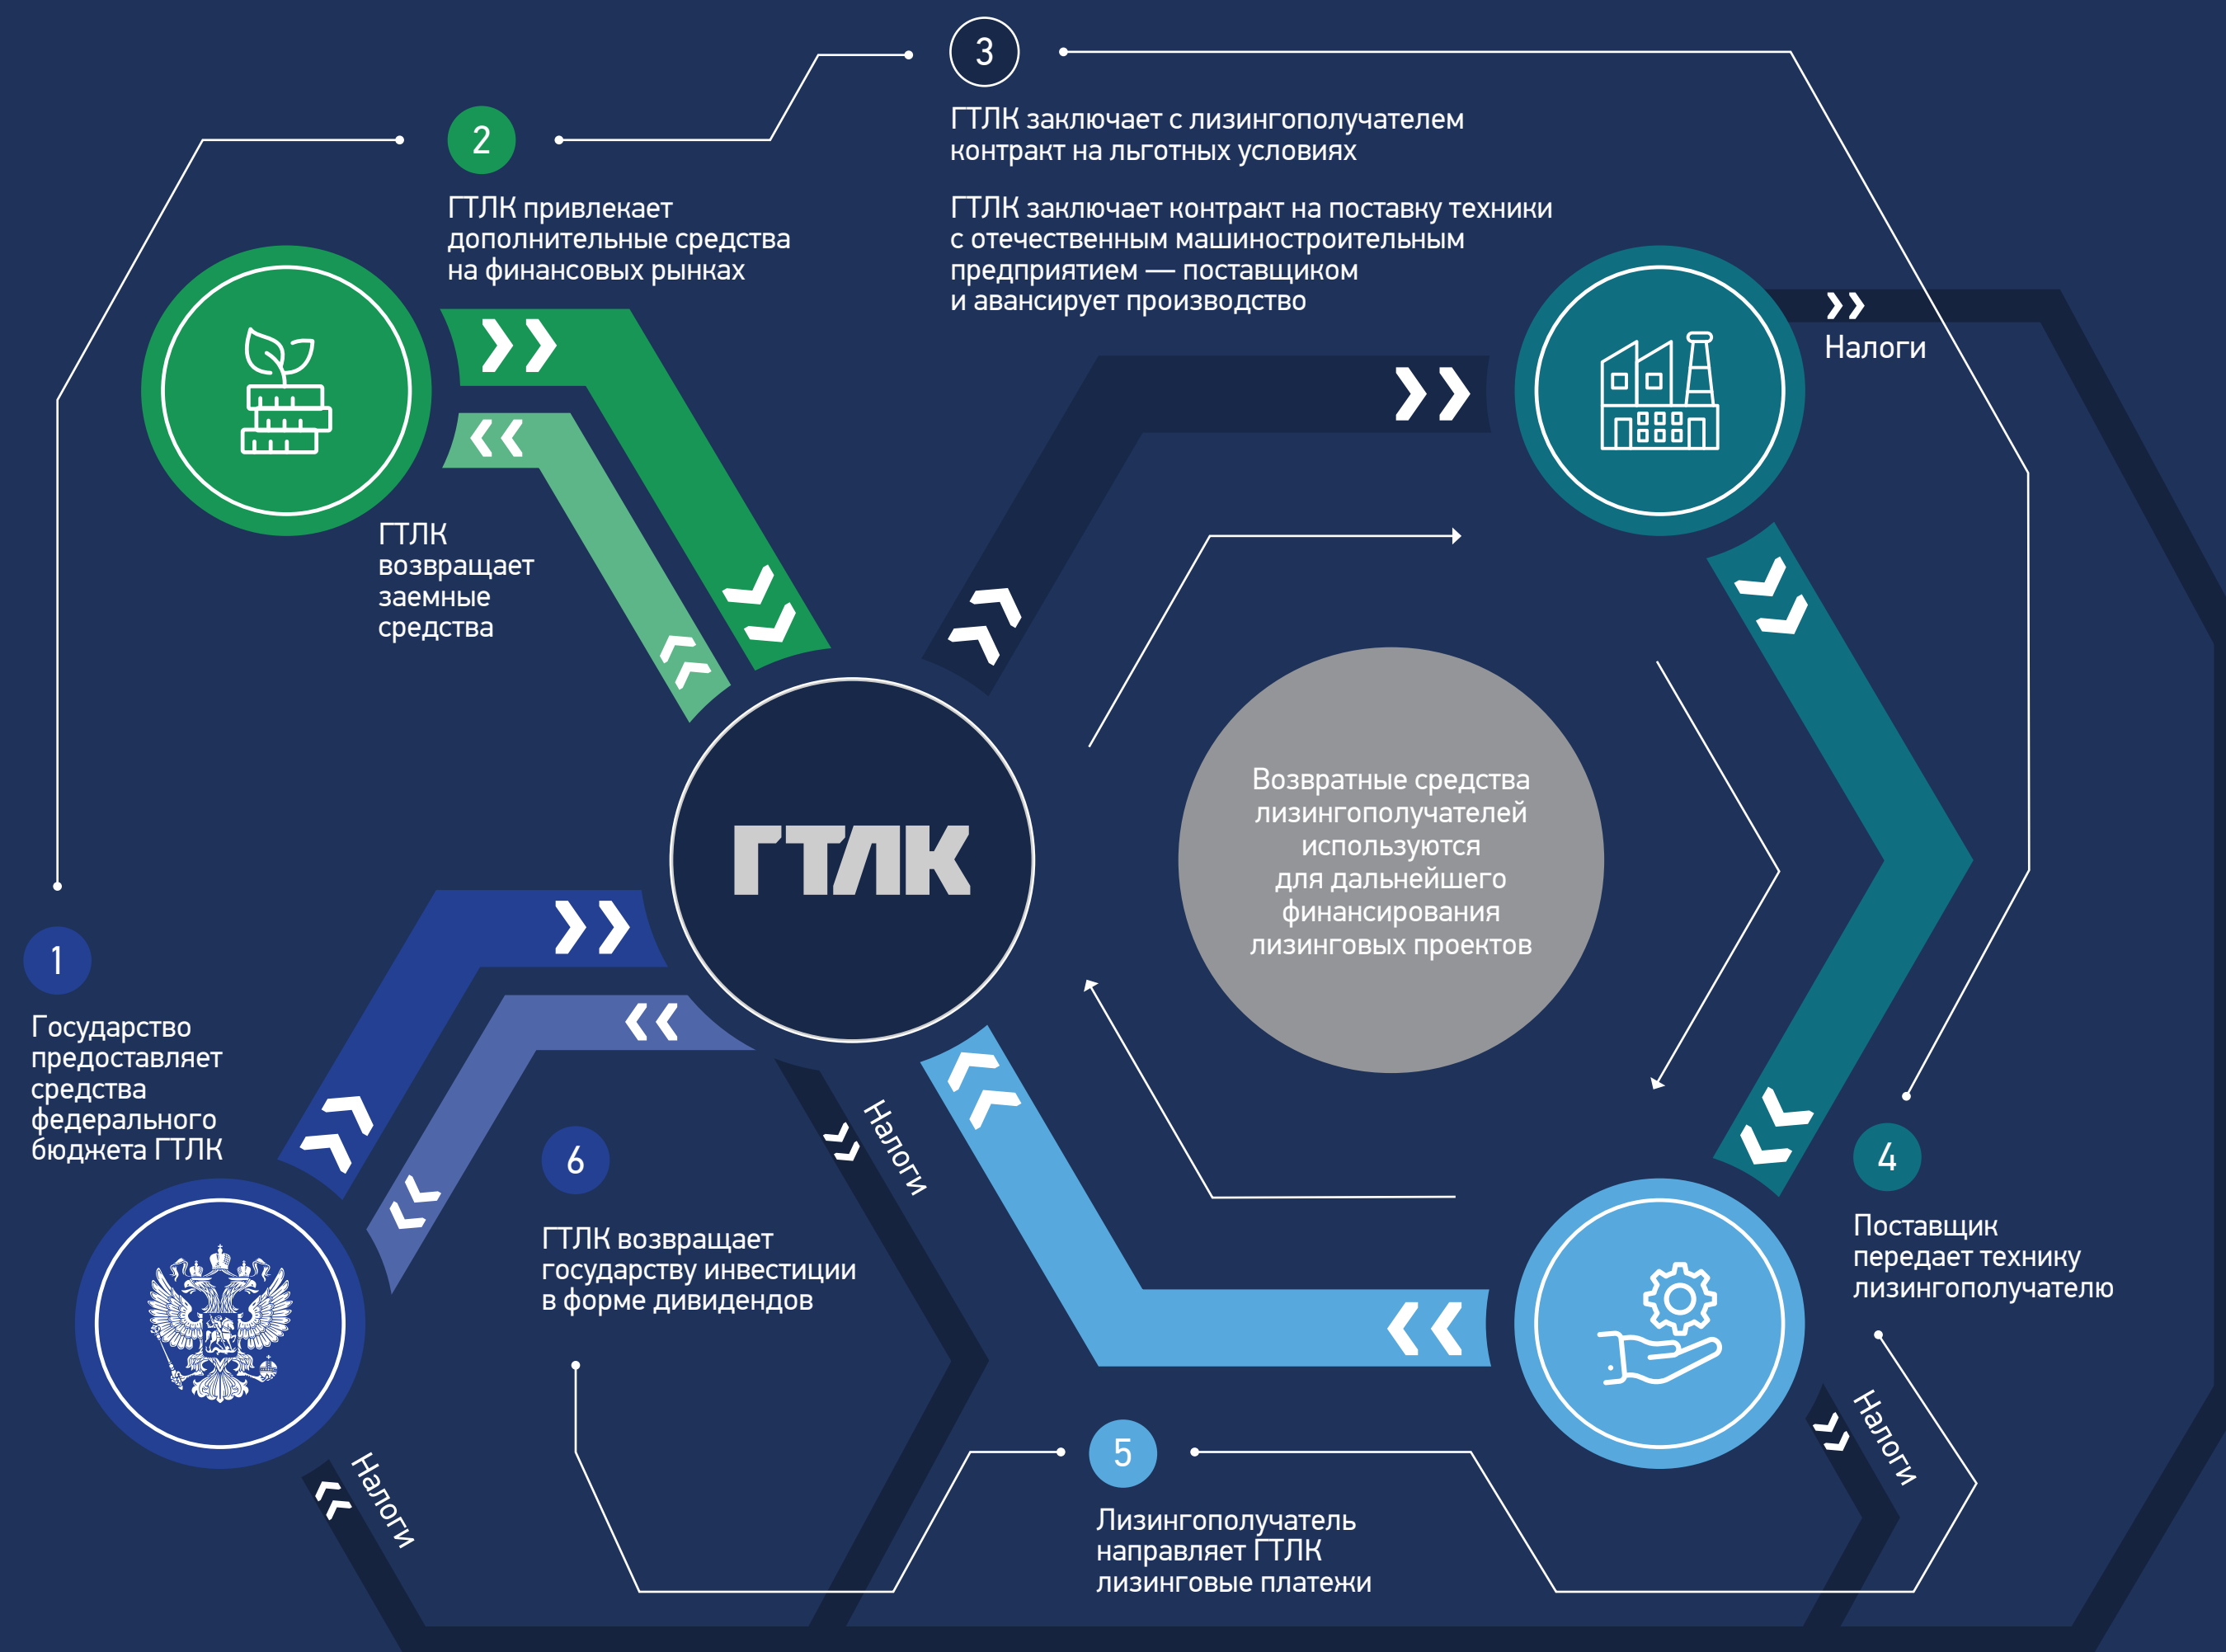 3
ГТЛК заключает с лизингополучателем
контракт на льготных условиях
ГТЛК заключает контракт на поставку техники
с отечественным машиностроительным
предприятием — поставщиком
и авансирует производство
2
ГТЛК привлекает
дополнительные средства
на финансовых рынках
Налоги
ГТЛК
возвращает
заемные
средства
ГТЛК
Возвратные средства
лизингополучателей
используются
для дальнейшего
финансирования
лизинговых проектов
1
Государство
предоставляет
средства
федерального
бюджета ГТЛК
Налоги
6
ГТЛК возвращает
государству инвестиции
в форме дивидендов
4
Поставщик
передает технику
лизингополучателю
Налоги
Налоги
5
Лизингополучатель
направляет ГТЛК
лизинговые платежи